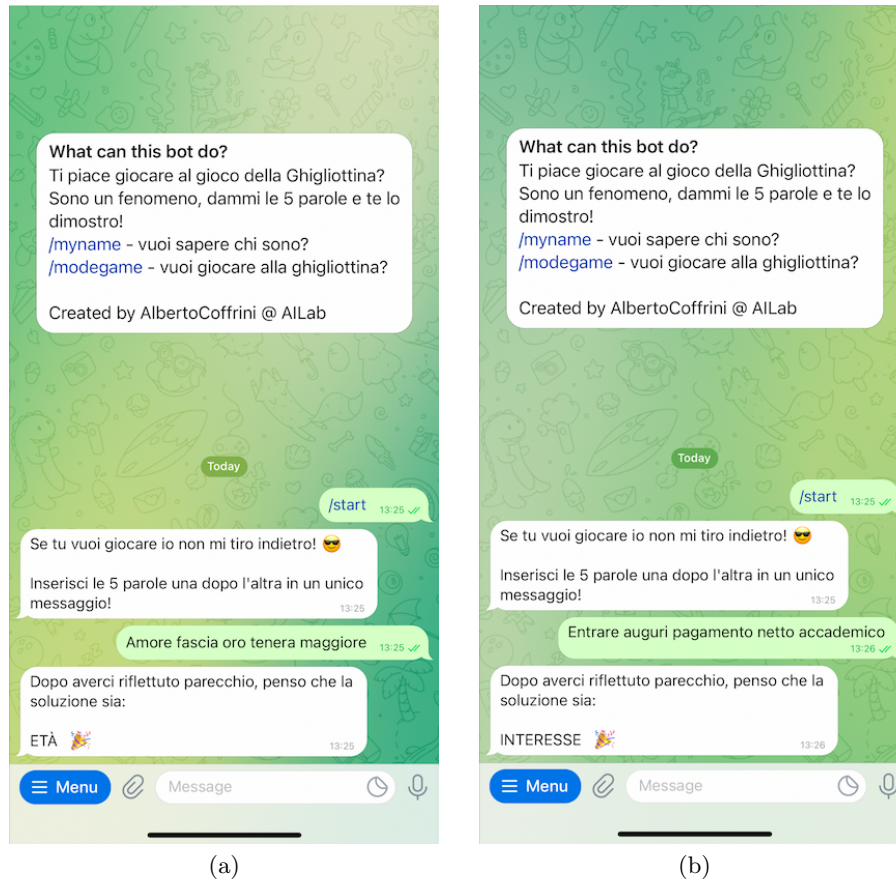 What can this bot do?
Ti piace giocare al gioco della Ghigliottina?
Sono un fenomeno, dammi le 5 parole e te lo
dimostro!
/myname - vuoi sapere chi sono?
/modegame - vuoi giocare alla ghigliottina?
Created by AlbertoCoffrini @ AILab
Today
/start 13:25
Se tu vuoi giocare io non mi tiro indietro! 😎
Inserisci le 5 parole una dopo l'altra in un unico
messaggio!
13:25
Amore fascia oro tenera maggiore 13:25
Dopo averci riflettuto parecchio, penso che la
soluzione sia:
ETÀ 🎉
13:25
Menu
Message
(a)
What can this bot do?
Ti piace giocare al gioco della Ghigliottina?
Sono un fenomeno, dammi le 5 parole e te lo
dimostro!
/myname - vuoi sapere chi sono?
/modegame - vuoi giocare alla ghigliottina?
Created by AlbertoCoffrini @ AILab
Today
/start 13:25
Se tu vuoi giocare io non mi tiro indietro! 😎
Inserisci le 5 parole una dopo l'altra in un unico
messaggio!
13:25
Entrare auguri pagamento netto accademico
13:26
Dopo averci riflettuto parecchio, penso che la
soluzione sia:
INTERESSE 🎉
13:26
Menu
Message
(b)